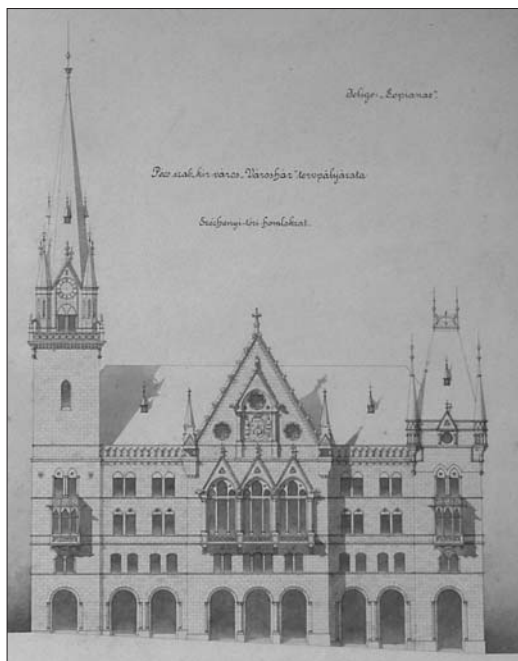 Jelige: „Sopianae".
Pécs szab. kir. város „Városház" tervpályázata
Széchenyi-téri homlokzat.